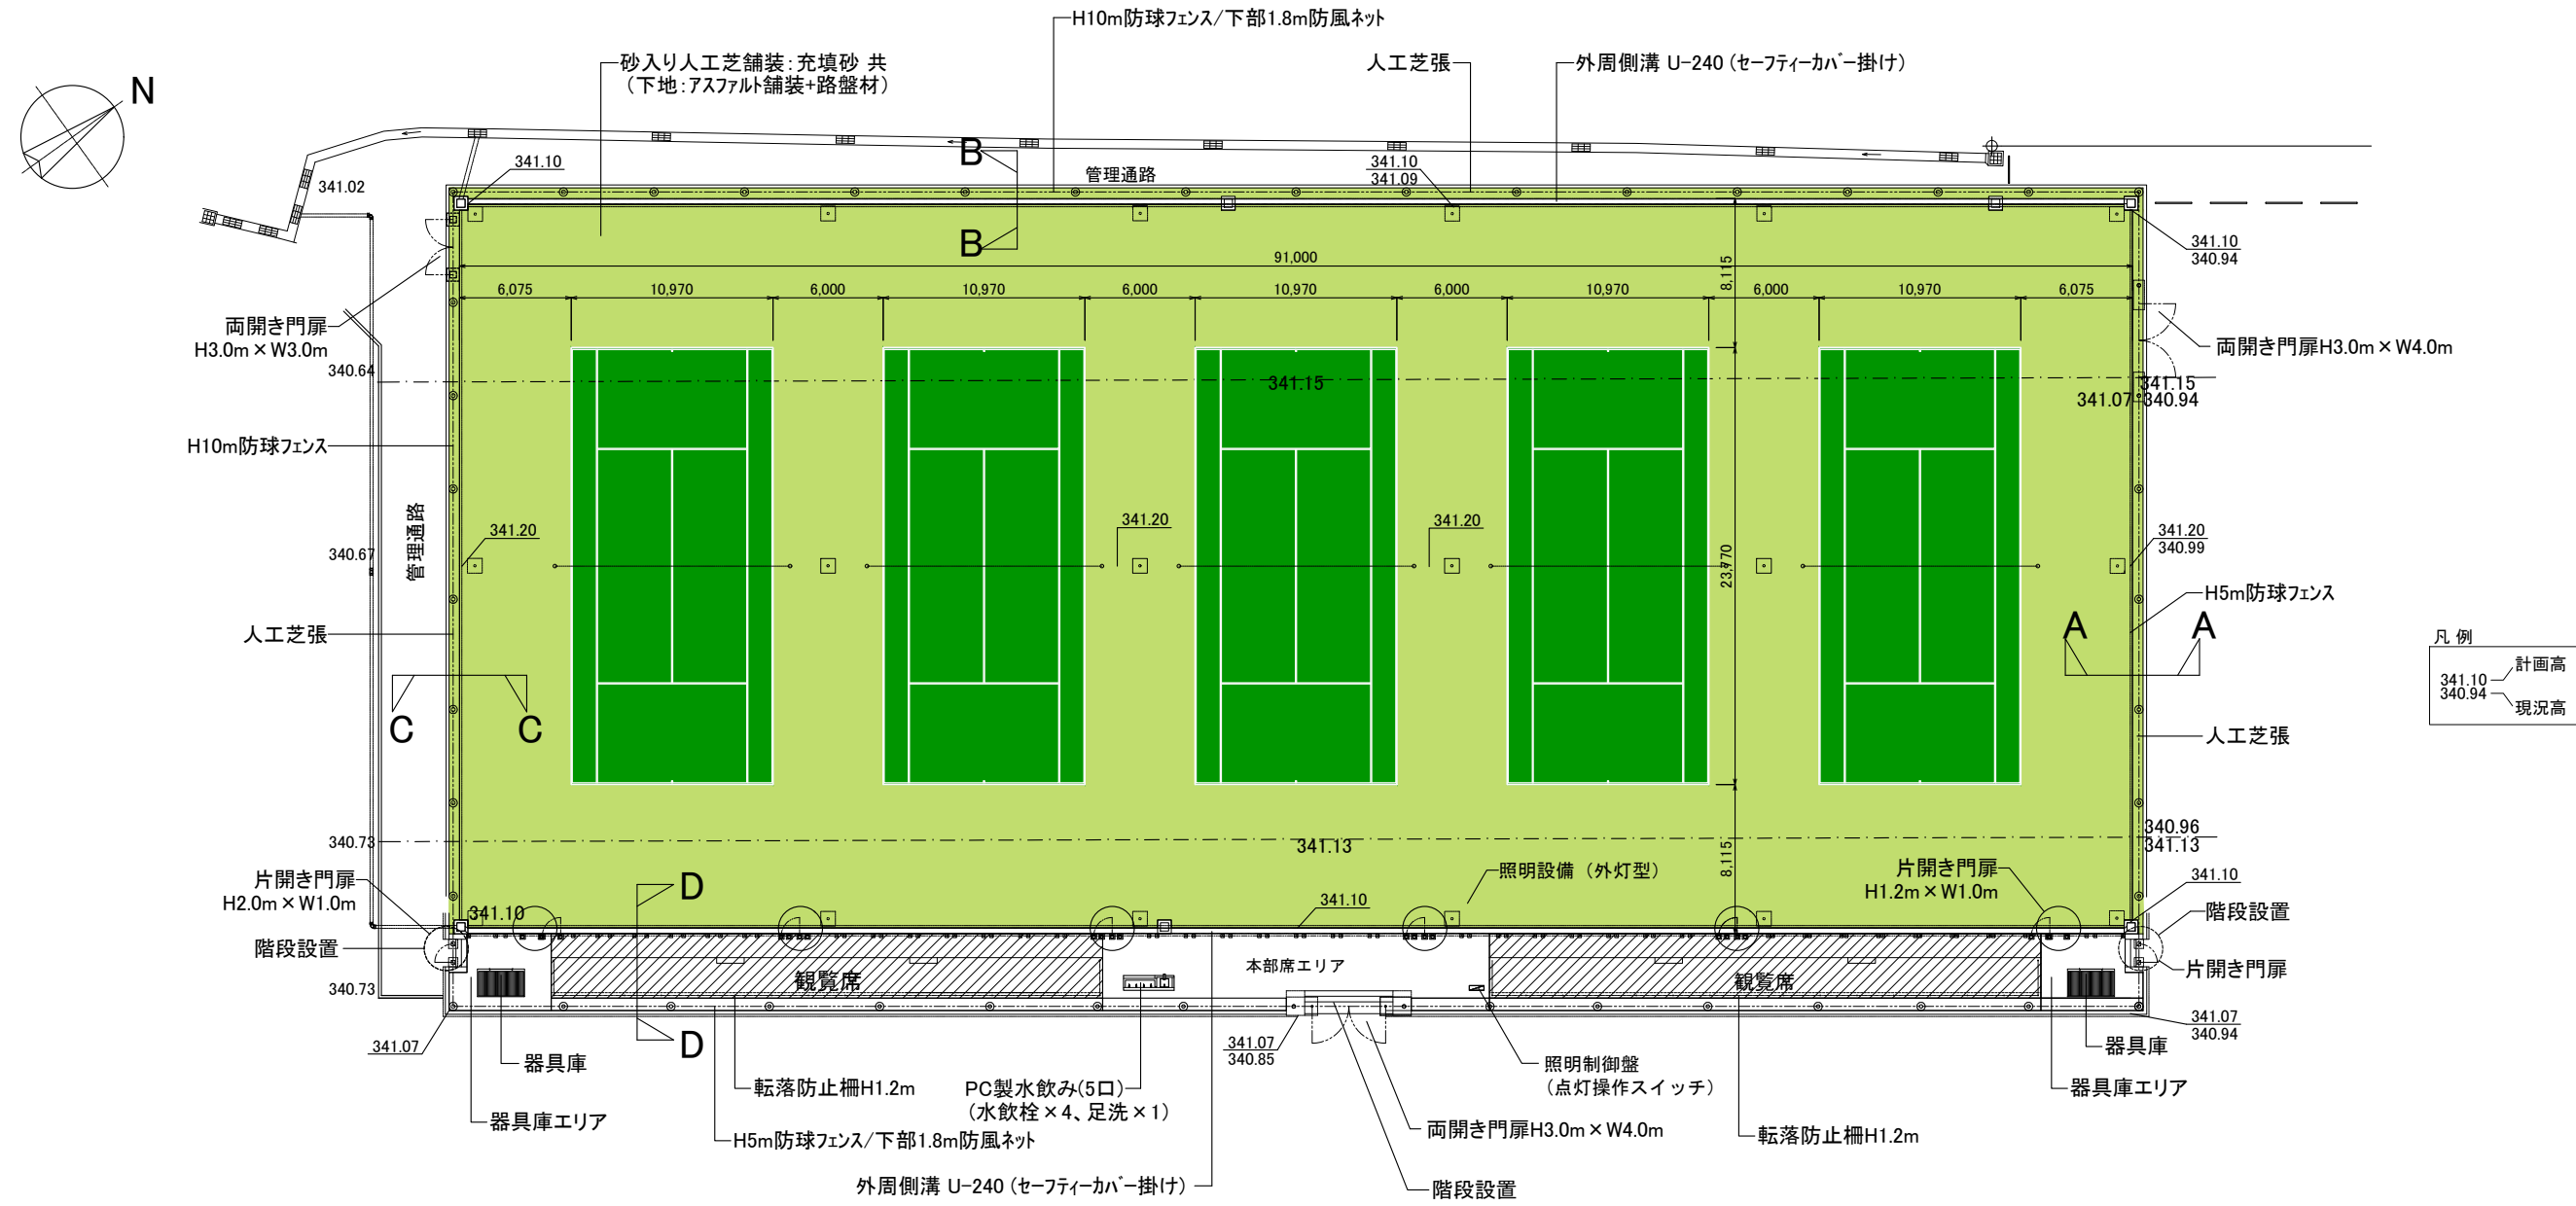 H10m防球フェンス/下部1.8m防風ネット
砂入り人工芝舗装：充填砂 共
（下地：アスファルト舗装+路盤材）
人工芝張
外周側溝 U-240（セーフティーカバー掛け）
N
341.02
341.10
B
B
管理通路
341.10
341.09
341.10
340.94
91,000
6,075
10,970
6,000
10,970
6,000
10,970
6,000
10,970
6,000
10,970
6,075
8,115
両開き門扉
H3.0m×W3.0m
両開き門扉H3.0m×W4.0m
340.64
341.15
341.15
341.07
340.94
H10m防球フェンス
管理通路
340.67
341.20
341.20
341.20
23,770
341.20
340.99
H5m防球フェンス
人工芝張
A
A
C
C
人工芝張
凡 例
341.10
340.94
計画高
現況高
340.73
341.13
340.96
341.13
8,115
片開き門扉
H2.0m×W1.0m
階段設置
341.10
D
D
照明設備（外灯型）
341.10
片開き門扉
H1.2m×W1.0m
341.10
階段設置
片開き門扉
340.73
観覧席
本部席エリア
観覧席
341.07
341.07
340.85
341.07
340.94
器具庫
器具庫エリア
転落防止柵H1.2m
PC製水飲み(5口)
（水飲栓×4、足洗×1）
H5m防球フェンス/下部1.8m防風ネット
外周側溝 U-240（セーフティーカバー掛け）
照明制御盤
（点灯操作スイッチ）
両開き門扉H3.0m×W4.0m
階段設置
転落防止柵H1.2m
器具庫
器具庫エリア